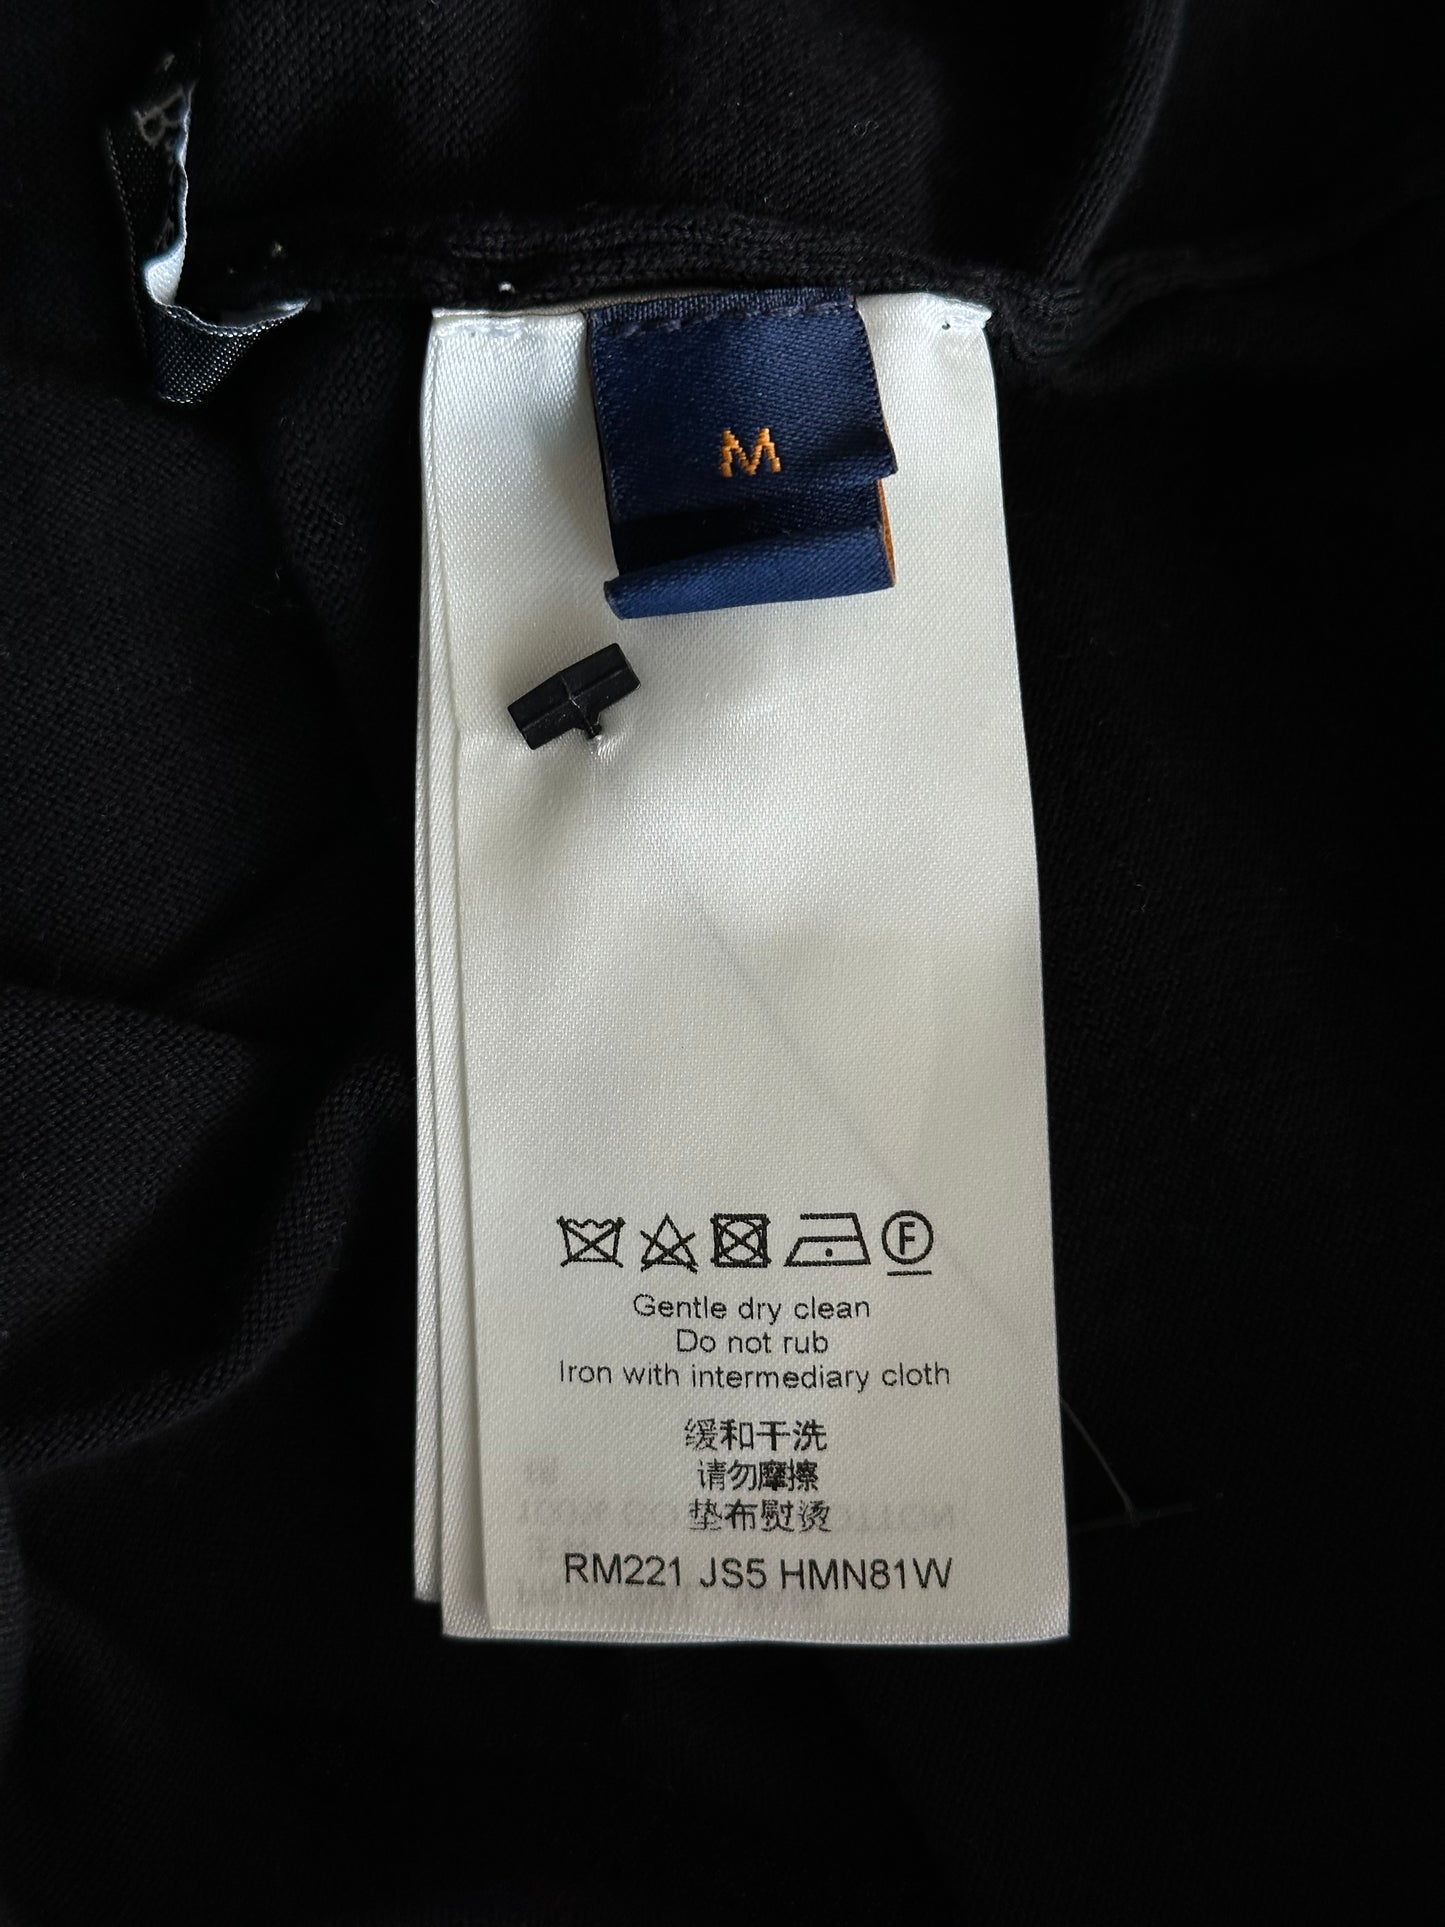 M
F
Gentle dry clean
Do not rub
Iron with intermediary cloth
缓和干洗
请勿摩擦
垫布熨烫
RM221 JS5 HMN81W